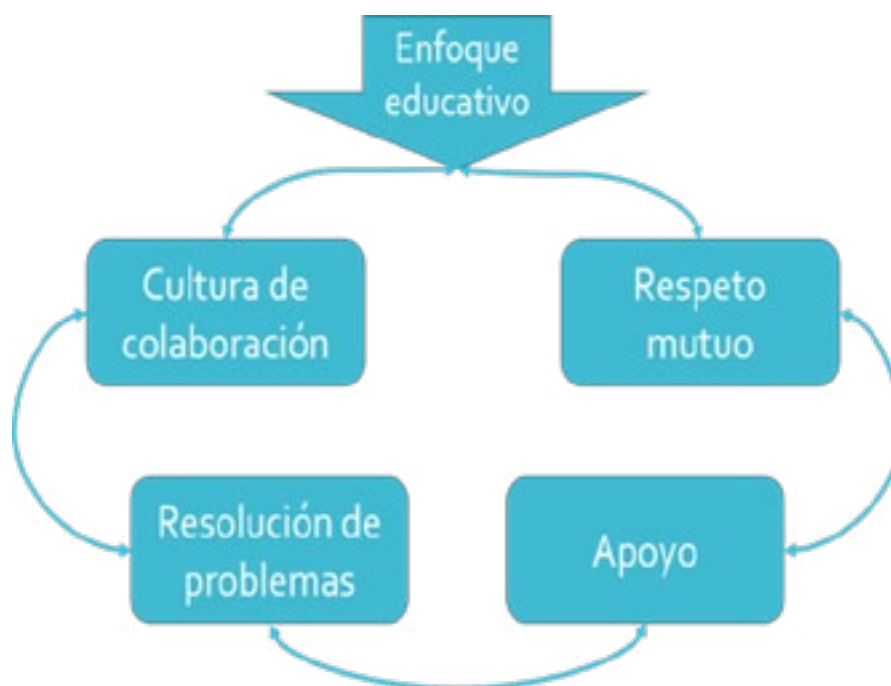 Enfoque
educativo
Cultura de
colaboración
Respeto
mutuo
Resolución de
problemas
Apoyo